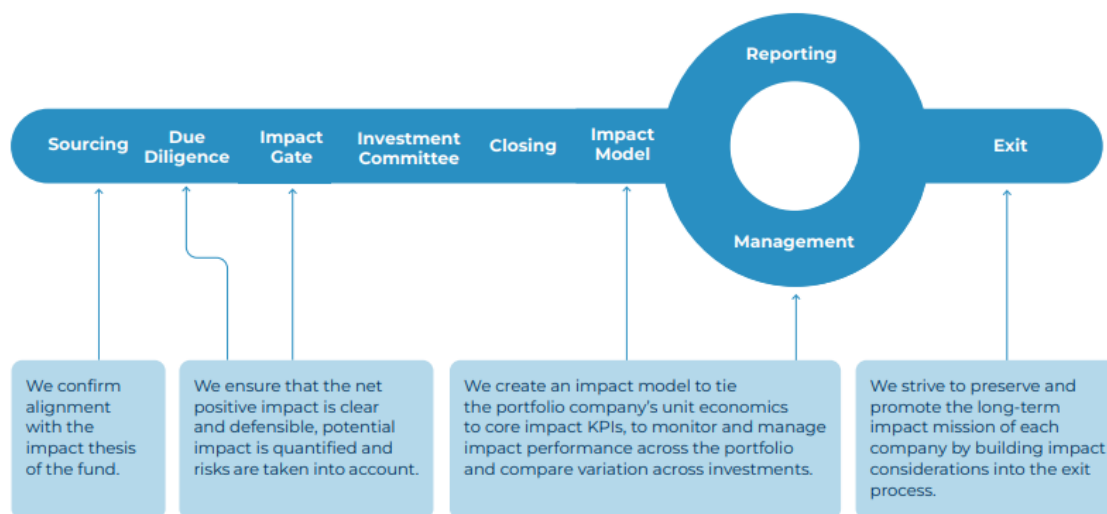 Reporting
Sourcing
Due
Diligence
Impact
Gate
Investment
Committee
Closing
Impact
Model
Exit
Management
We confirm
alignment
with the
impact thesis
of the fund.
We ensure that the net
positive impact is clear
and defensible, potential
impact is quantified and
risks are taken into account.
We create an impact model to tie
the portfolio company’s unit economics
to core impact KPIs, to monitor and manage
impact performance across the portfolio
and compare variation across investments.
We strive to preserve and
promote the long-term
impact mission of each
company by building impact
considerations into the exit
process.